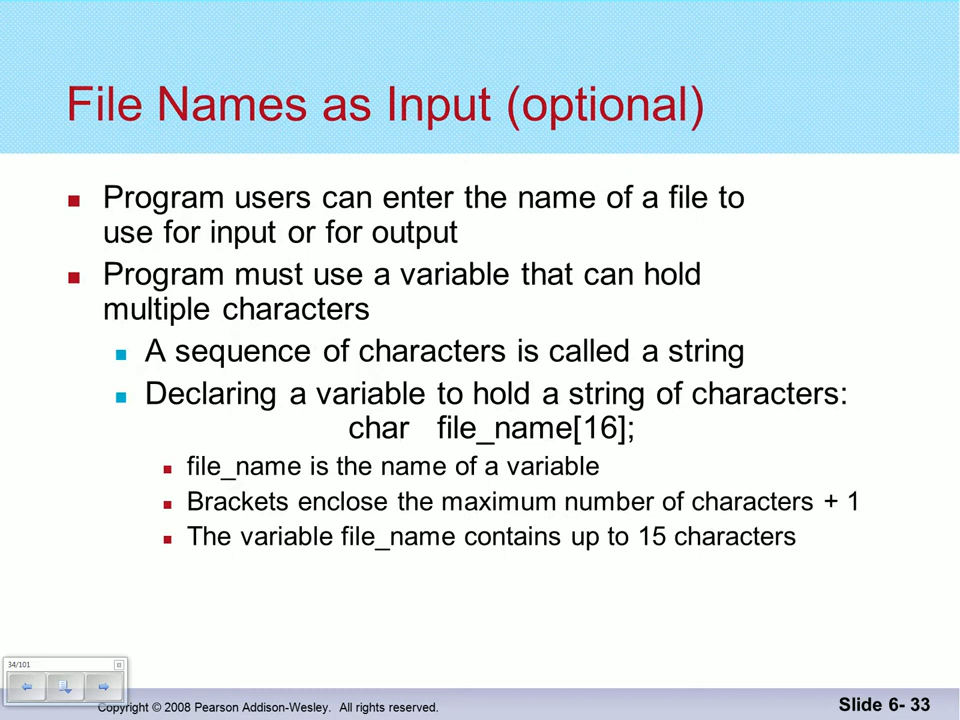 File Names as Input (optional)
Program users can enter the name of a file to
use for input or for output
Program must use a variable that can hold
multiple characters
A sequence of characters is called a string
Declaring a variable to hold a string of characters:
char file_name[16];
file_name is the name of a variable
Brackets enclose the maximum number of characters + 1
The variable file_name contains up to 15 characters
34/101
Copyright © 2008 Pearson Addison-Wesley. All rights reserved.
Slide 6- 33